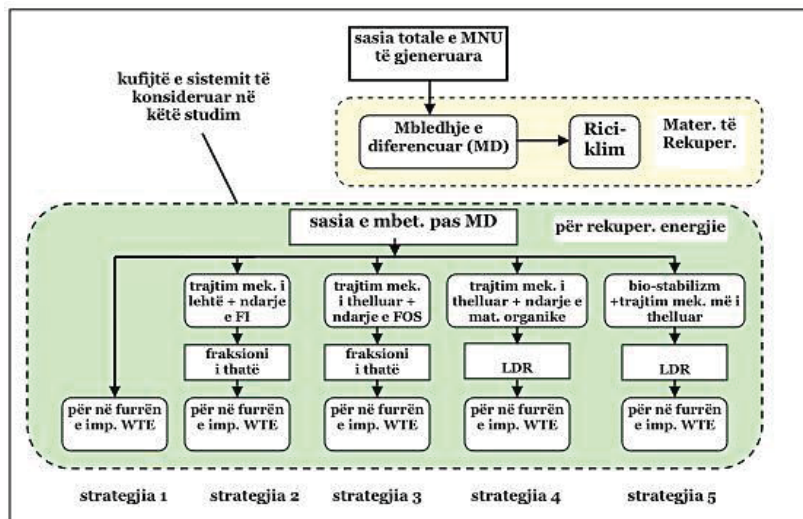 sasia totale e MNU
të gjeneruara
kufijtë e sistemit të
konsideruar në
këtë studim
Mbledhje e
diferencuar (MD)
Rici-
klim
Mater. të
Rekuper.
sasia e mbet. pas MD
për rekuper. energjie
trajtim mek. i
lehtë + ndarje
e FI
trajtim mek.
i thelluar +
ndarje e FOS
trajtim mek. i
thelluar + ndarje e
mat. organike
bio-stabilizm
+trajtim mek. më i
thelluar
fraksioni
i thatë
fraksioni
i thatë
LDR
LDR
për në furrën
e imp. WTE
për në furrën
e imp. WTE
për në furrën
e imp. WTE
për në furrën
e imp. WTE
për në furrën
e imp. WTE
strategjia 1
strategjia 2
strategjia 3
strategjia 4
strategjia 5